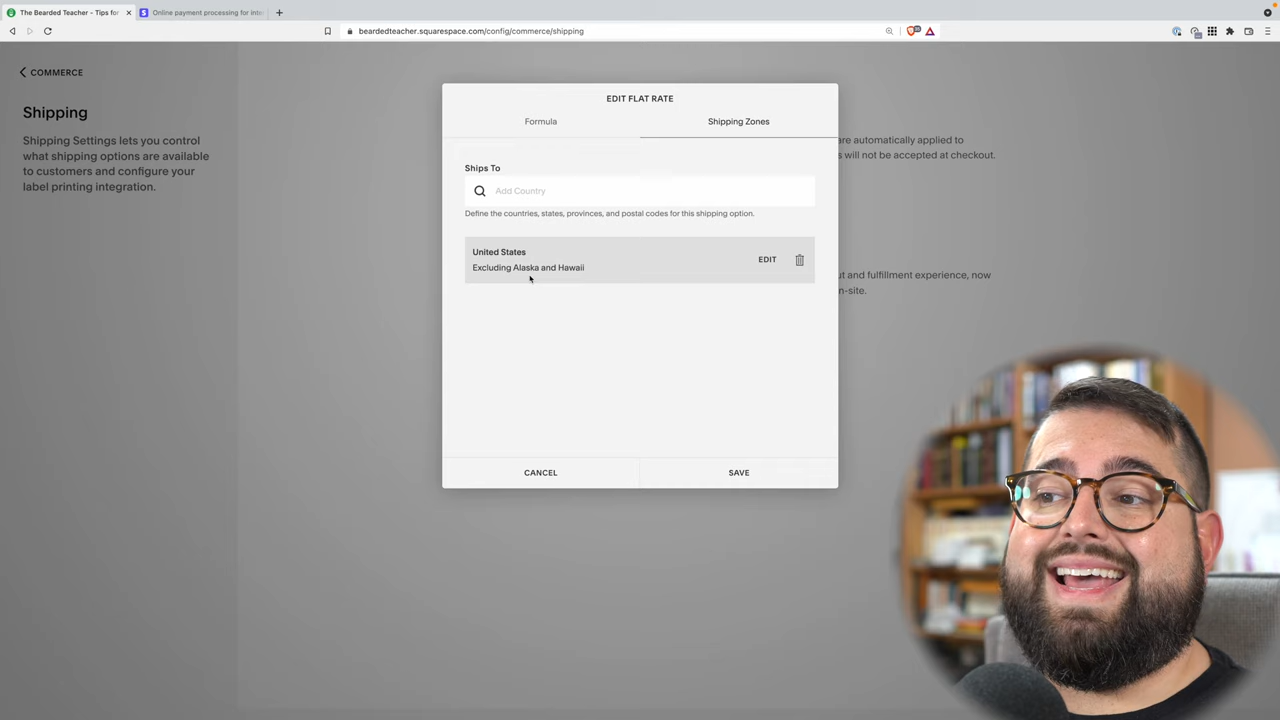 The Bearded Teacher – Tips for
Online payment processing for inte
beardedteacher.squarespace.com/config/commerce/shipping
COMMERCE
Shipping
Shipping Settings lets you control
what shipping options are available
to customers and configure your
label printing integration.
EDIT FLAT RATE
Formula
Shipping Zones
Ships To
Add Country
Define the countries, states, provinces, and postal codes for this shipping option.
United States
Excluding Alaska and Hawaii
EDIT
CANCEL
SAVE
are automatically applied to
s will not be accepted at checkout.
ut and fulfillment experience, now
n-site.